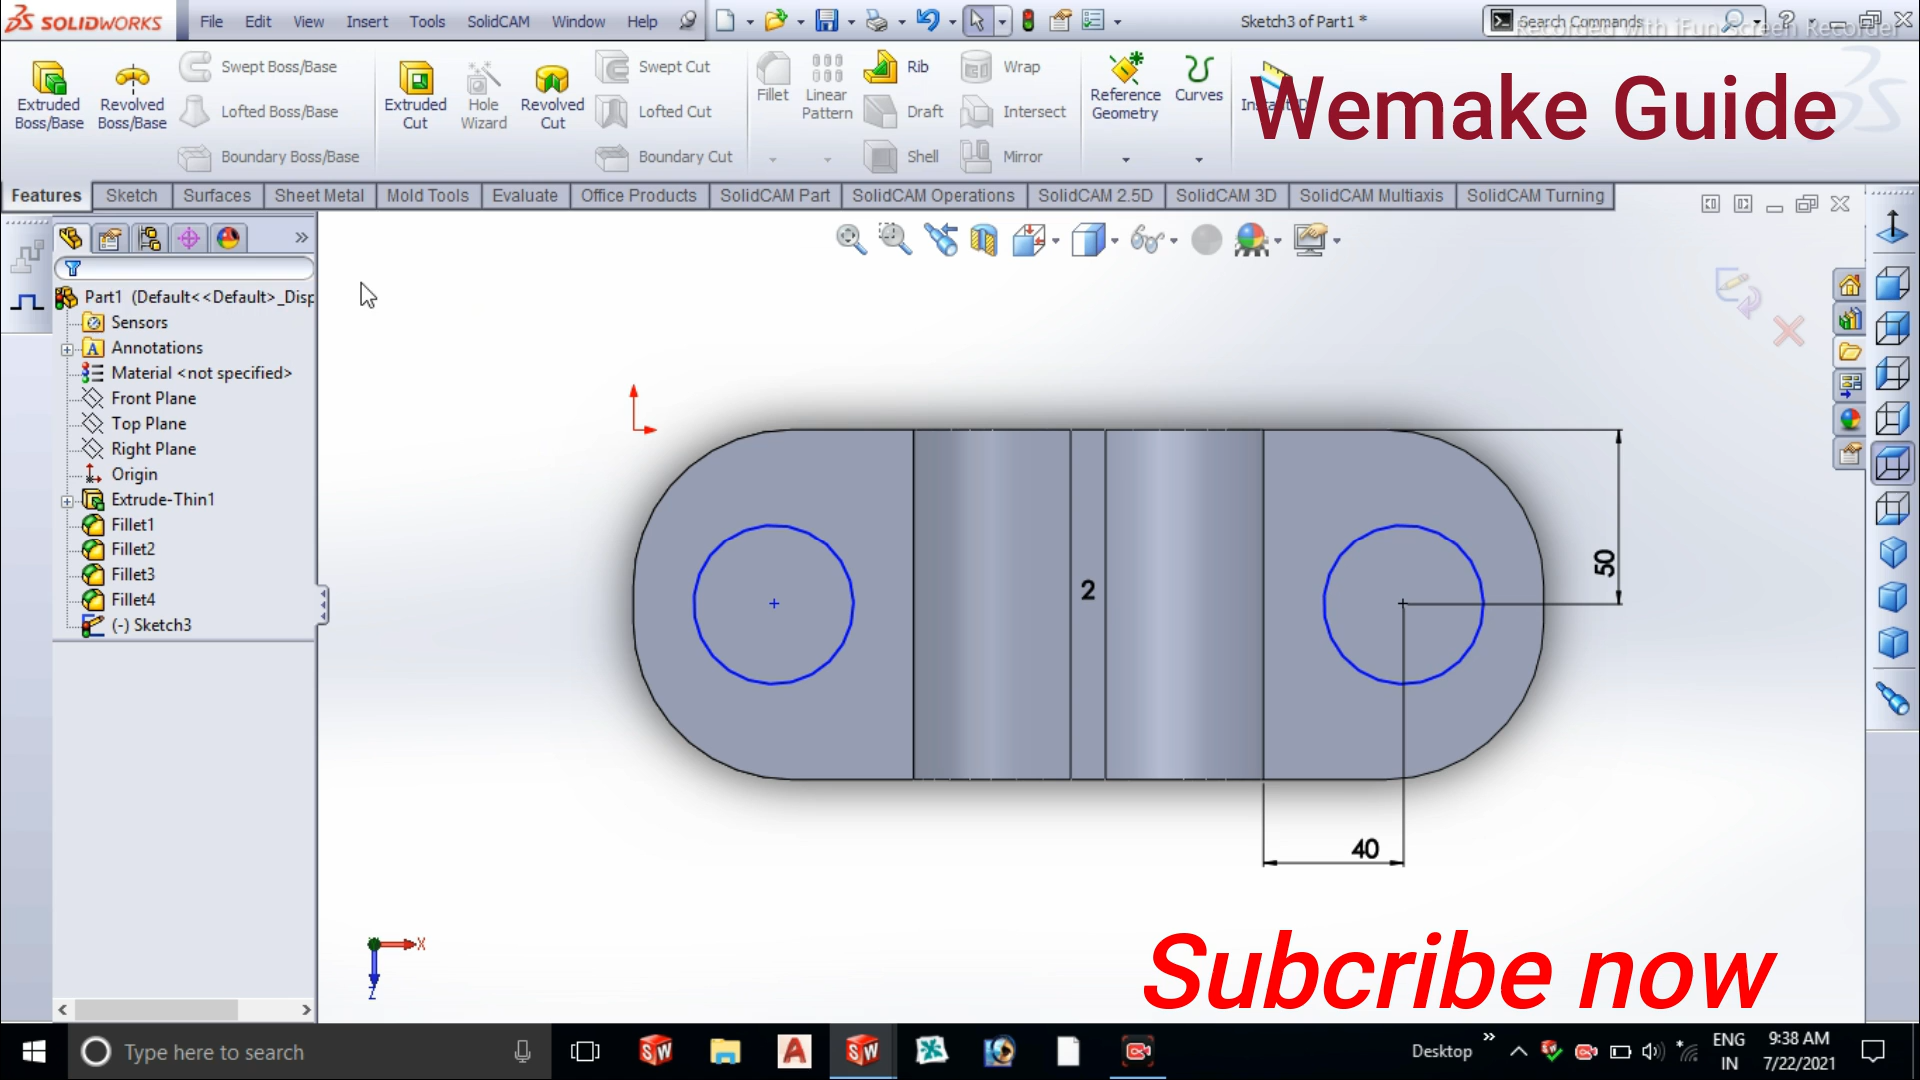 SOLIDWORKS File Edit View Insert Tools SolidCAM Window Help Sketch3 of Part1 * Search Commands
Recorded with iFun Screen Recorder
Extruded Boss/Base
Revolved Boss/Base
Swept Boss/Base
Lofted Boss/Base
Boundary Boss/Base
Extruded Cut
Hole Wizard
Revolved Cut
Swept Cut
Lofted Cut
Boundary Cut
Fillet
Linear Pattern
Rib
Draft
Shell
Wrap
Intersect
Mirror
Reference Geometry
Curves
Wemake Guide
Features Sketch Surfaces Sheet Metal Mold Tools Evaluate Office Products SolidCAM Part SolidCAM Operations SolidCAM 2.5D SolidCAM 3D SolidCAM Multiaxis SolidCAM Turning
Part1 (Default<<Default>_Disp
Sensors
Annotations
Material <not specified>
Front Plane
Top Plane
Right Plane
Origin
Extrude-Thin1
Fillet1
Fillet2
Fillet3
Fillet4
(-) Sketch3
50
2
40
X
Z
Subcribe now
Type here to search
Desktop
ENG
IN
9:38 AM
7/22/2021